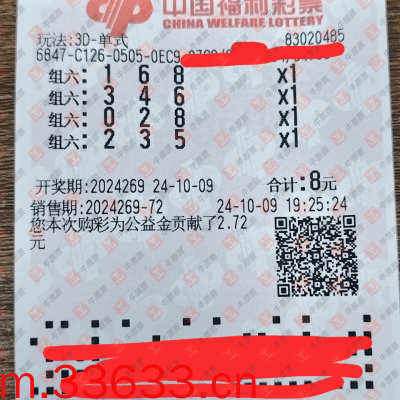 中国福利彩票
CHINA WELFARE LOTTERY
玩法:3D-单式 83020485
6847-C126-0505-0EC9
组六: 1 6 8 x1
组六: 3 4 6 x1
组六: 0 2 8 x1
组六: 2 3 5 x1
开奖期:2024269 24-10-09 合计:8元
销售期:2024269-72 24-10-09 19:25:24
您本次购彩为公益金贡献了2.72
元
m.33633.cn